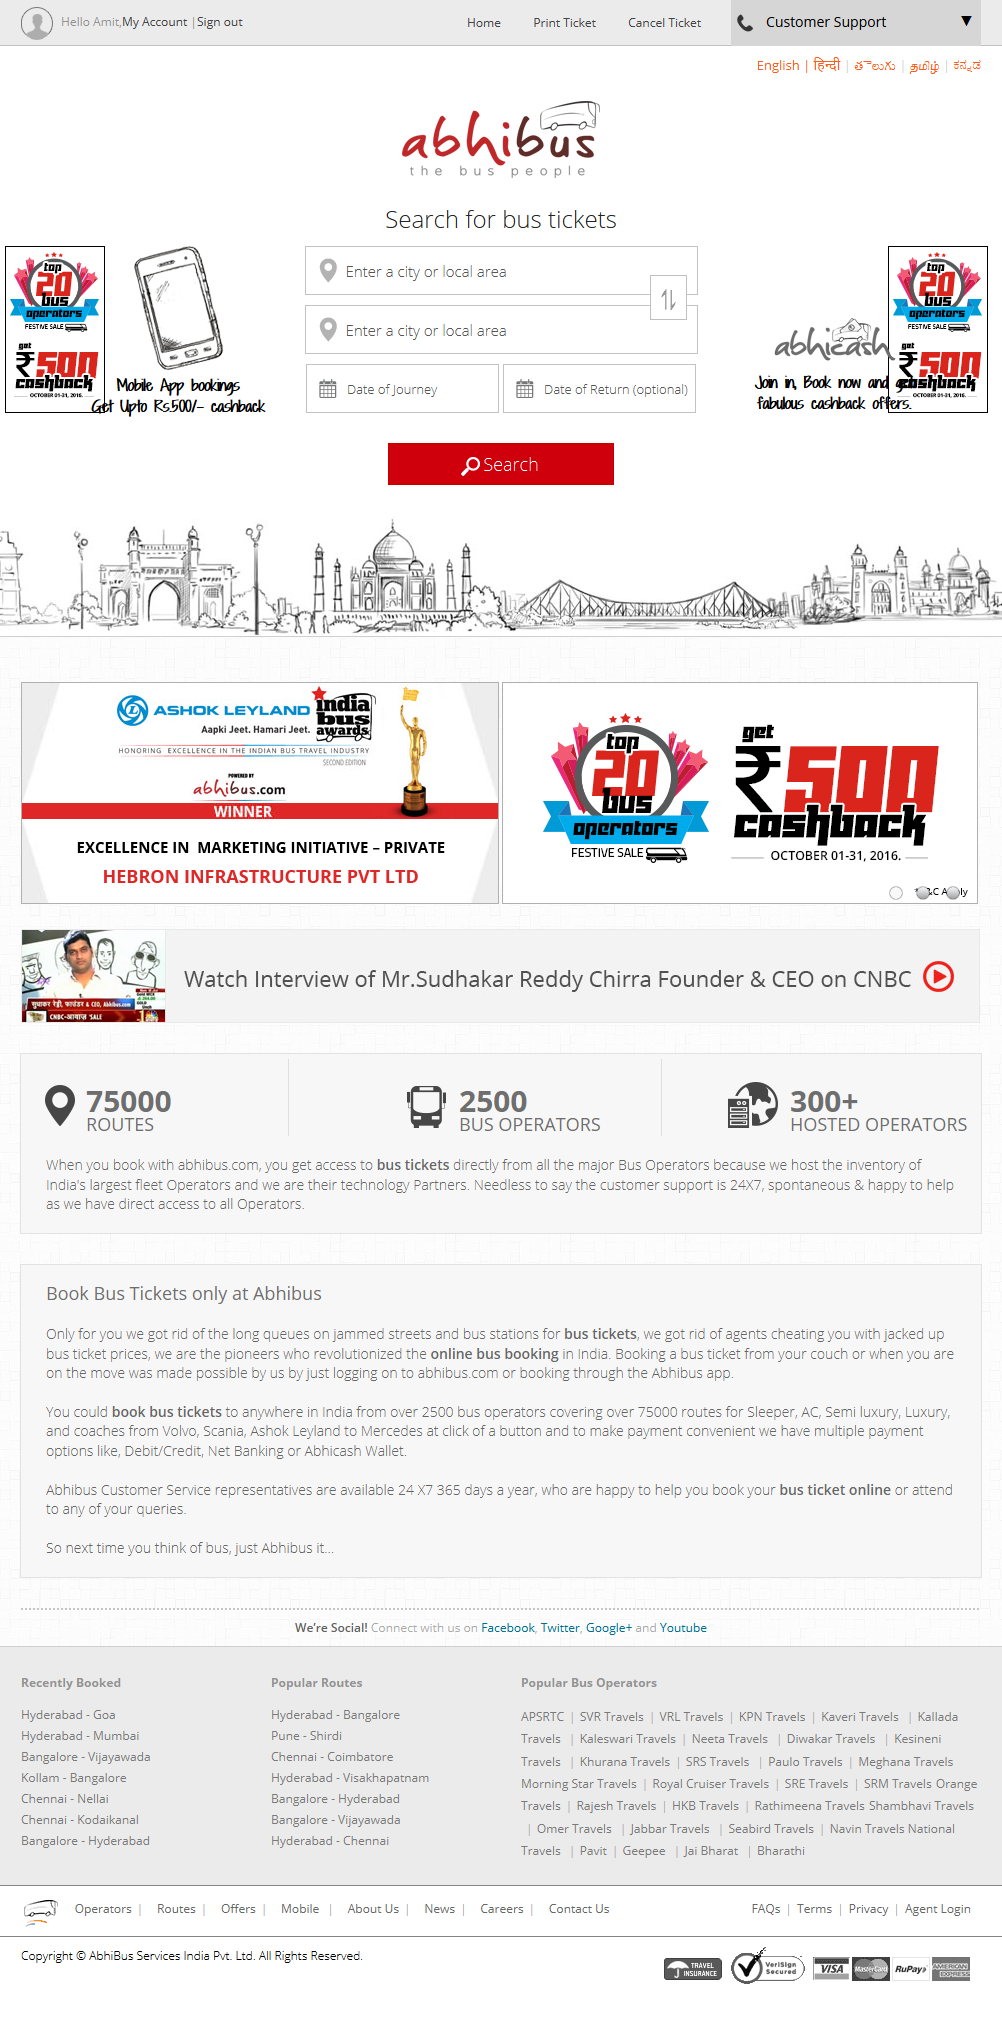 Hello Amit,My Account |Sign out
Home
Print Ticket
Cancel Ticket
Customer Support
English | हिन्दी | తెలుగు | தமிழ் | ಕನ್ನಡ
abhibus
the bus people
Search for bus tickets
top
20
bus
operators
FESTIVE SALE
get
₹500
cashback
OCTOBER 01-31, 2016.
Mobile App bookings
Get Upto Rs.500/- cashback
Enter a city or local area
Enter a city or local area
Date of Journey
Date of Return (optional)
Search
abhicash
Join in, Book now and
fabulous cashback offers.
top
20
bus
operators
FESTIVE SALE
get
₹500
cashback
OCTOBER 01-31, 2016.
ASHOK LEYLAND
Aapki Jeet. Hamari Jeet.
india
bus
awards
HONORING EXCELLENCE IN THE INDIAN BUS TRAVEL INDUSTRY
SECOND EDITION
POWERED BY
abhibus.com
WINNER
EXCELLENCE IN MARKETING INITIATIVE – PRIVATE
HEBRON INFRASTRUCTURE PVT LTD
top
20
bus
operators
FESTIVE SALE
get
₹500
cashback
OCTOBER 01-31, 2016.
सुधाकर रेड्डी, फाउंडर & CEO, Abhibus.com
CNBC-आवाज़ 'SALE
Watch Interview of Mr.Sudhakar Reddy Chirra Founder & CEO on CNBC
75000
ROUTES
2500
BUS OPERATORS
300+
HOSTED OPERATORS
When you book with abhibus.com, you get access to bus tickets directly from all the major Bus Operators because we host the inventory of
India's largest fleet Operators and we are their technology Partners. Needless to say the customer support is 24X7, spontaneous & happy to help
as we have direct access to all Operators.
Book Bus Tickets only at Abhibus
Only for you we got rid of the long queues on jammed streets and bus stations for bus tickets, we got rid of agents cheating you with jacked up
bus ticket prices, we are the pioneers who revolutionized the online bus booking in India. Booking a bus ticket from your couch or when you are
on the move was made possible by us by just logging on to abhibus.com or booking through the Abhibus app.
You could book bus tickets to anywhere in India from over 2500 bus operators covering over 75000 routes for Sleeper, AC, Semi luxury, Luxury,
and coaches from Volvo, Scania, Ashok Leyland to Mercedes at click of a button and to make payment convenient we have multiple payment
options like, Debit/Credit, Net Banking or Abhicash Wallet.
Abhibus Customer Service representatives are available 24 X7 365 days a year, who are happy to help you book your bus ticket online or attend
to any of your queries.
So next time you think of bus, just Abhibus it...
We're Social! Connect with us on Facebook, Twitter, Google+ and Youtube
Recently Booked
Hyderabad - Goa
Hyderabad - Mumbai
Bangalore - Vijayawada
Kollam - Bangalore
Chennai - Nellai
Chennai - Kodaikanal
Bangalore - Hyderabad
Popular Routes
Hyderabad - Bangalore
Pune - Shirdi
Chennai - Coimbatore
Hyderabad - Visakhapatnam
Bangalore - Hyderabad
Bangalore - Vijayawada
Hyderabad - Chennai
Popular Bus Operators
APSRTC | SVR Travels | VRL Travels | KPN Travels | Kaveri Travels | Kallada
Travels | Kaleswari Travels | Neeta Travels | Diwakar Travels | Kesineni
Travels | Khurana Travels | SRS Travels | Paulo Travels | Meghana Travels
Morning Star Travels | Royal Cruiser Travels | SRE Travels | SRM Travels Orange
Travels | Rajesh Travels | HKB Travels | Rathimeena Travels Shambhavi Travels
| Omer Travels | Jabbar Travels | Seabird Travels | Navin Travels National
Travels | Pavit | Geepee | Jai Bharat | Bharathi
Operators | Routes | Offers | Mobile | About Us | News | Careers | Contact Us
FAQs | Terms | Privacy | Agent Login
Copyright © AbhiBus Services India Pvt. Ltd. All Rights Reserved.
TRAVEL
INSURANCE
VeriSign
Secured
VISA
MasterCard
RuPay
AMERICAN
EXPRESS